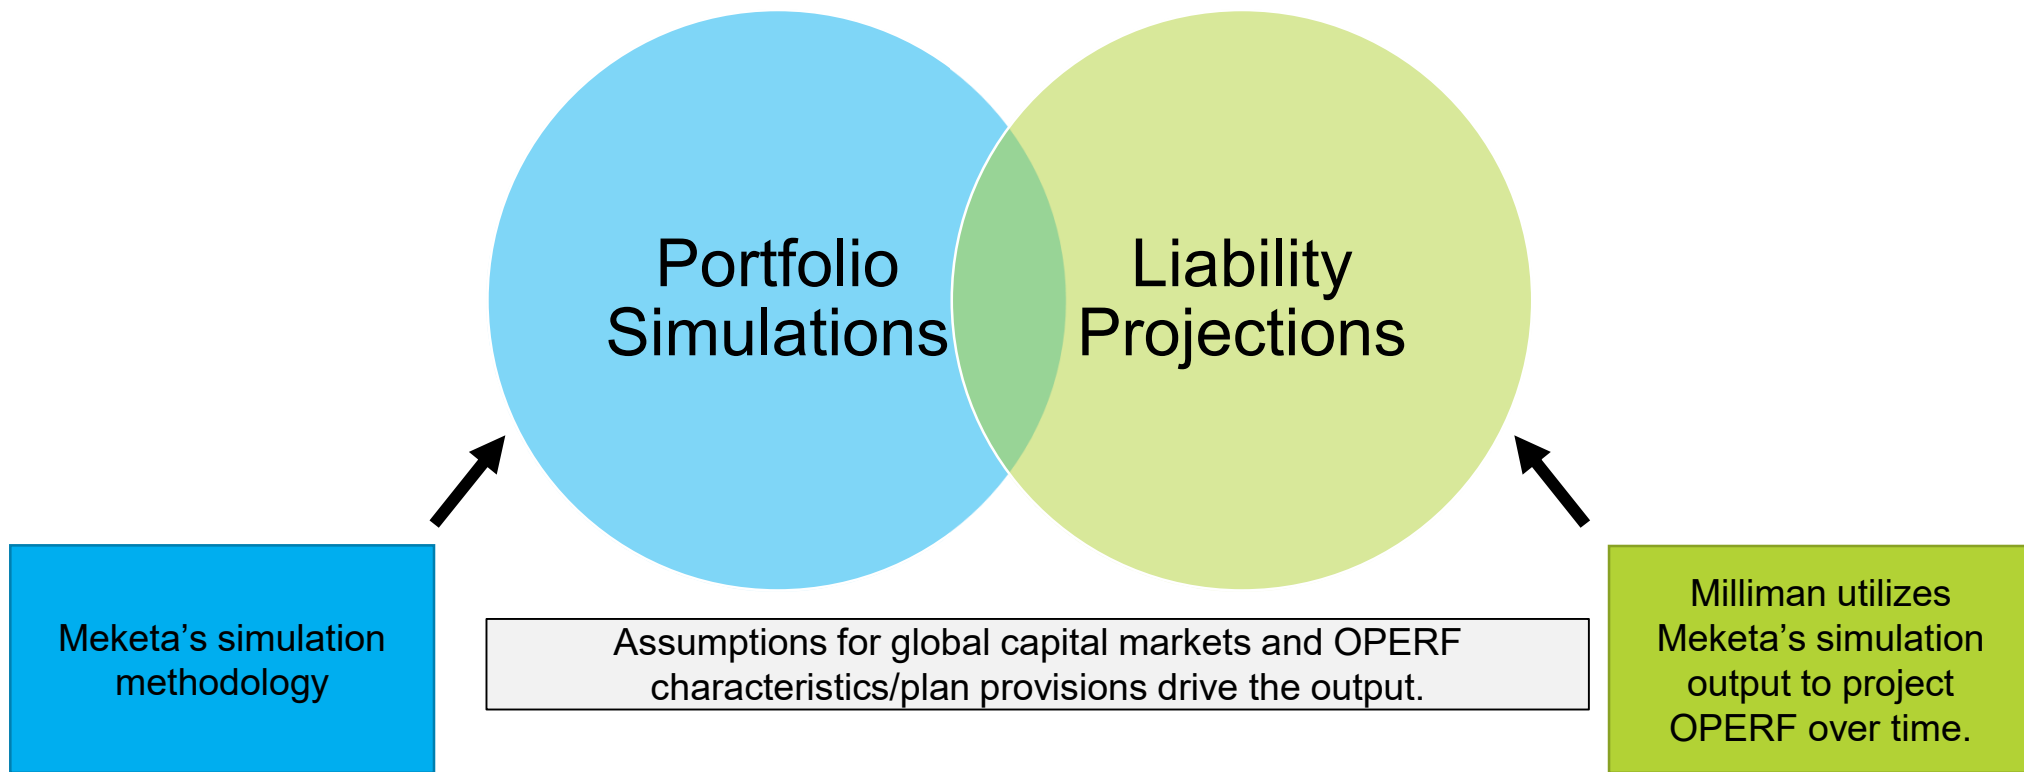 Portfolio
Simulations
Liability
Projections
Meketa’s simulation
methodology
Assumptions for global capital markets and OPERF
characteristics/plan provisions drive the output.
Milliman utilizes
Meketa’s simulation
output to project
OPERF over time.